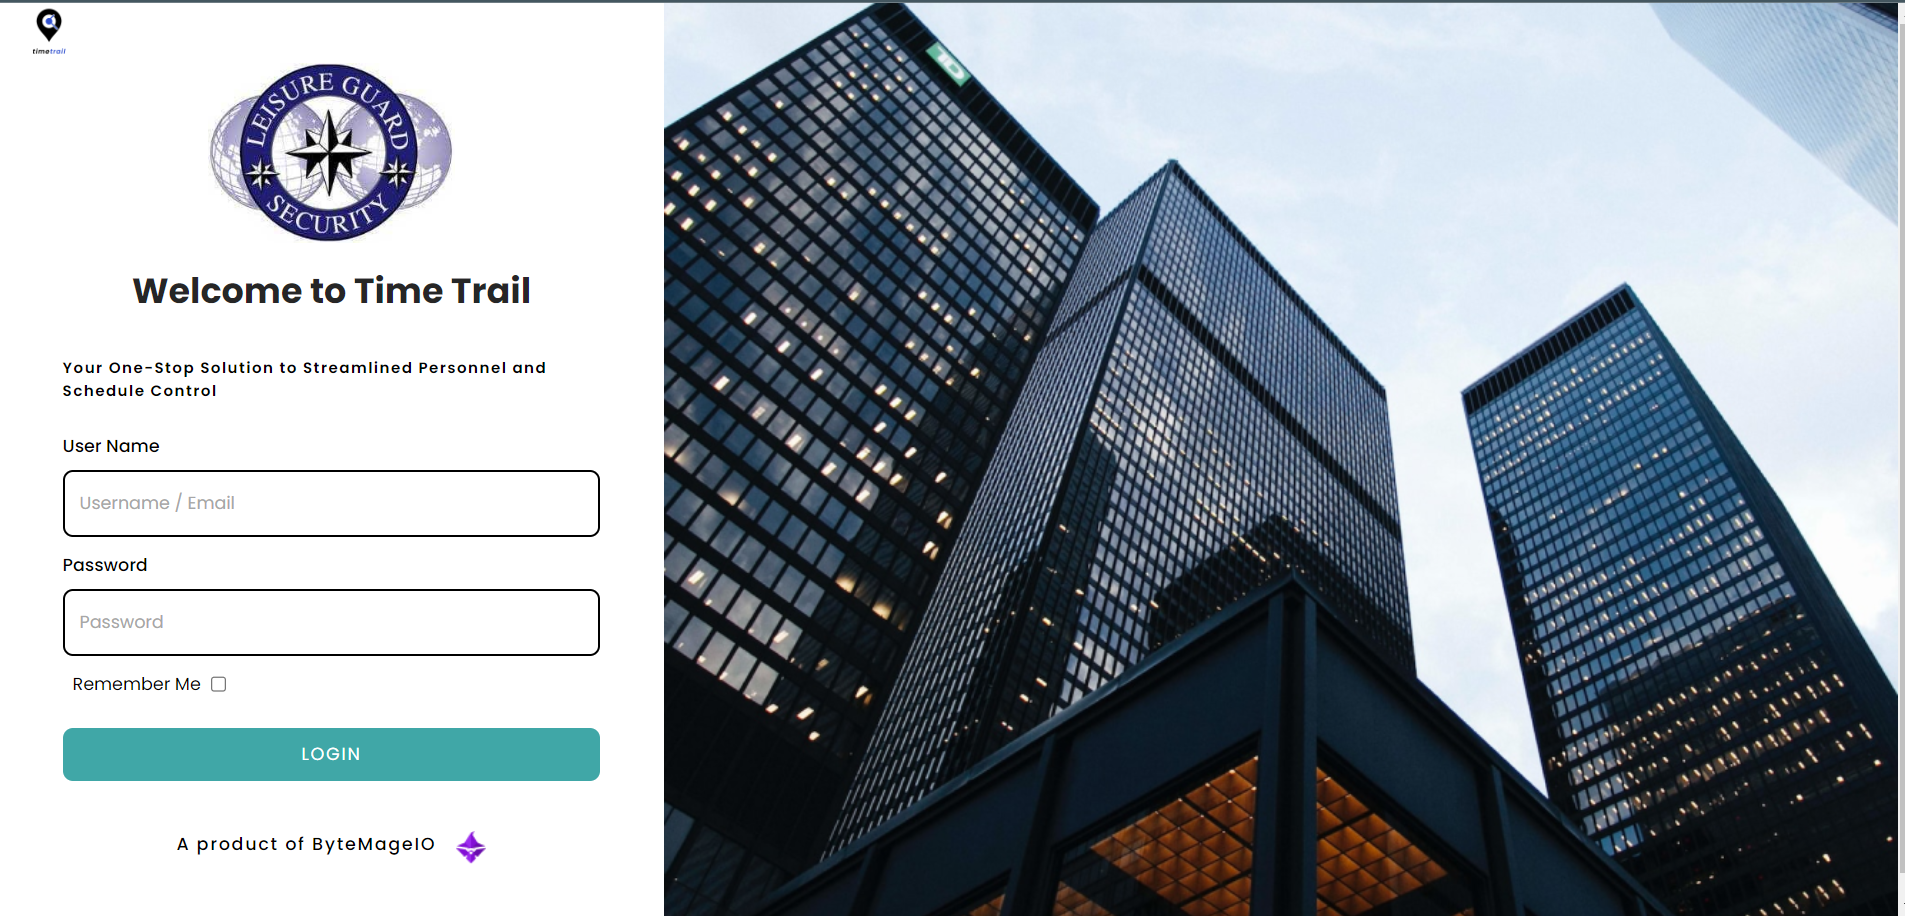 timetrail
LEISURE GUARD
SECURITY
Welcome to Time Trail
Your One-Stop Solution to Streamlined Personnel and
Schedule Control
User Name
Username / Email
Password
Password
Remember Me
LOGIN
A product of ByteMageIO
TD